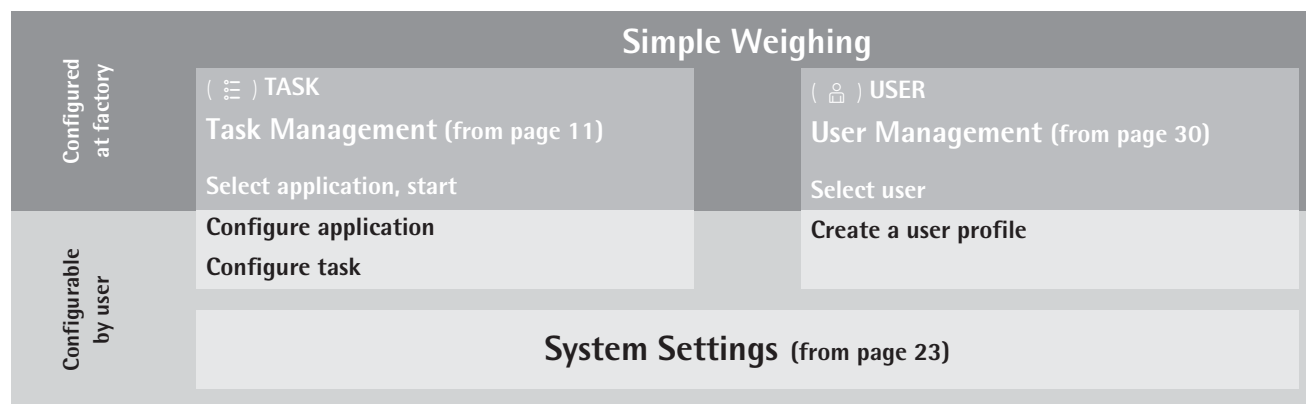 Simple Weighing
Configured
at factory
( ) TASK
Task Management (from page 11)
Select application, start
( ) USER
User Management (from page 30)
Select user
Configurable
by user
Configure application
Configure task
Create a user profile
System Settings (from page 23)